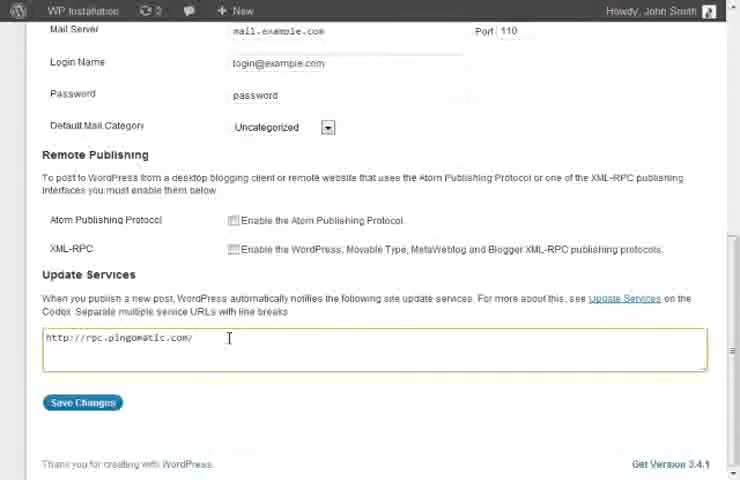 WP Installation 2 + New Howdy, John Smith
Mail Server mail.example.com Port 110
Login Name login@example.com
Password password
Default Mail Category Uncategorized
Remote Publishing
To post to WordPress from a desktop blogging client or remote website that uses the Atom Publishing Protocol or one of the XML-RPC publishing
interfaces you must enable them below
Atom Publishing Protocol Enable the Atom Publishing Protocol.
XML-RPC Enable the WordPress, Movable Type, MetaWeblog and Blogger XML-RPC publishing protocols.
Update Services
When you publish a new post, WordPress automatically notifies the following site update services. For more about this, see Update Services on the
Codex. Separate multiple service URLs with line breaks
http://rpc.pingomatic.com/
Save Changes
Thank you for creating with WordPress. Get Version 3.4.1